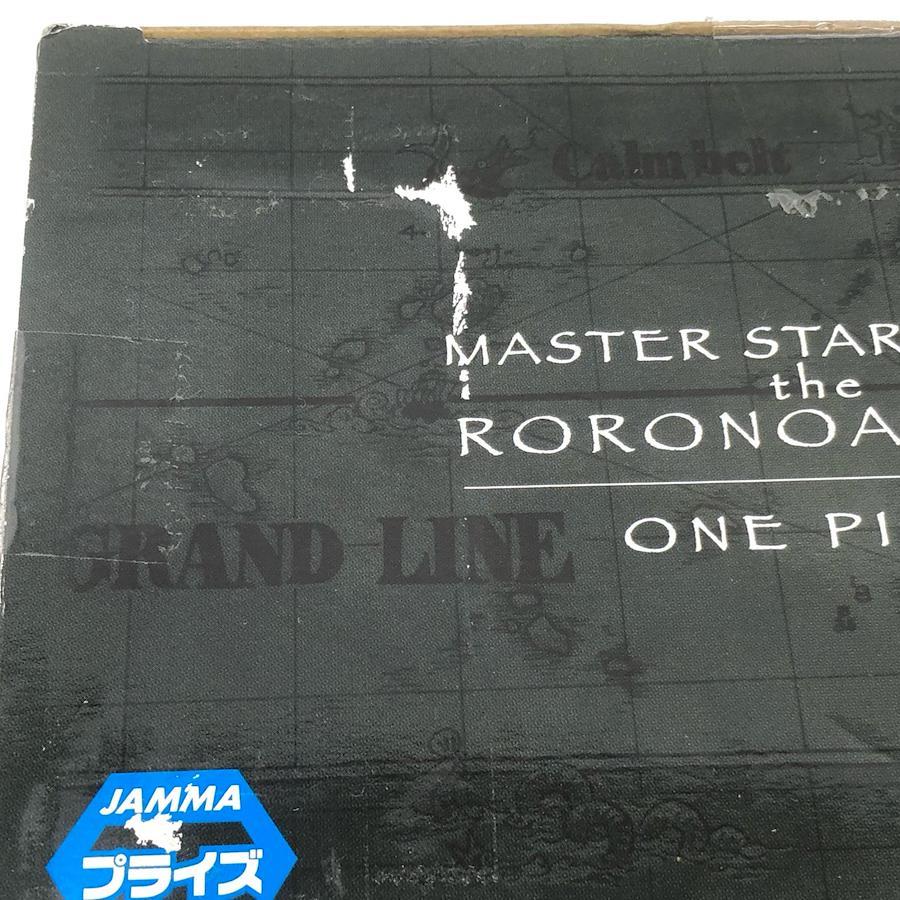 Calm belt
MASTER STAR
the
RORONOA
GRAND LINE
ONE PI
JAMMA
プライズ